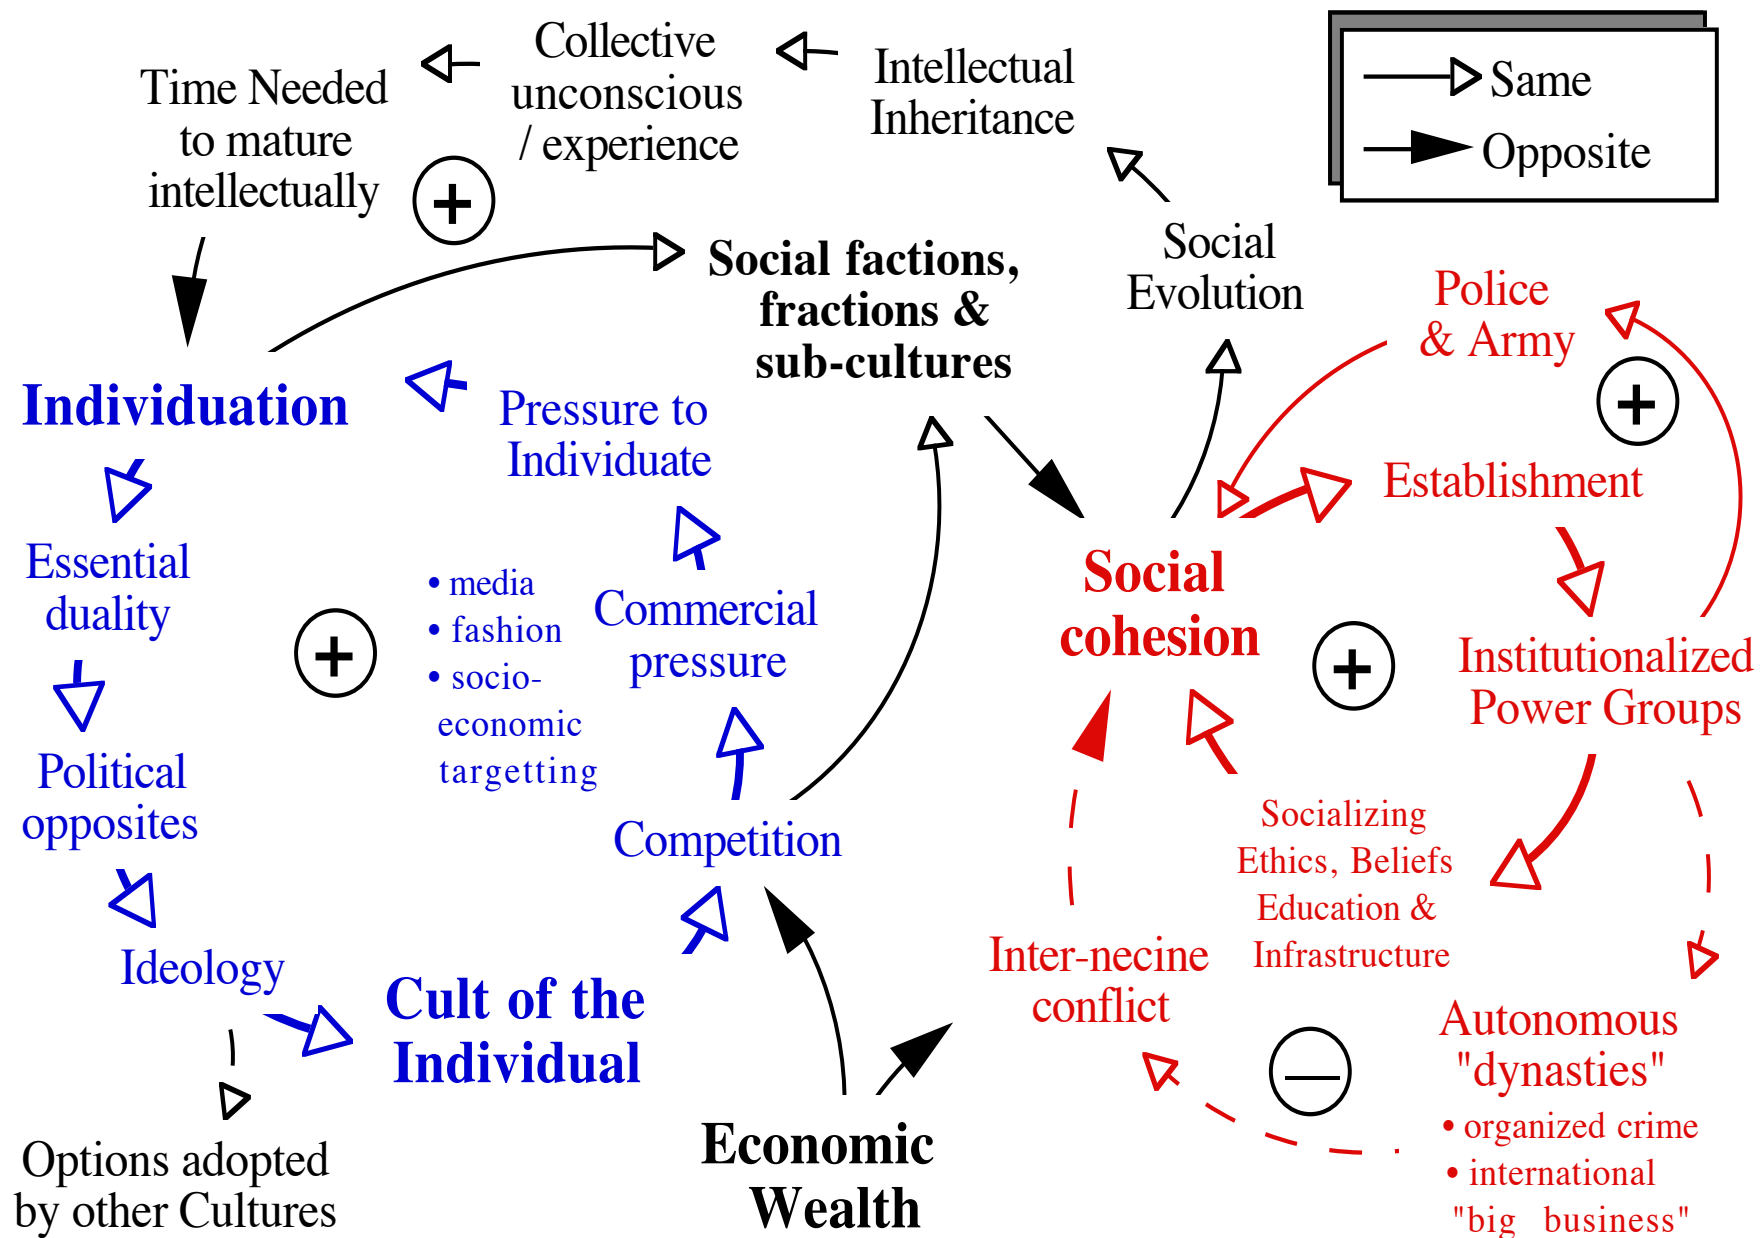 Collective
unconscious
/ experience
Intellectual
Inheritance
Time Needed
to mature
intellectually
Same
Opposite
+
Social factions,
fractions &
sub-cultures
Social
Evolution
Police
& Army
+
Individuation
Pressure to
Individuate
Establishment
Essential
duality
• media
• fashion
• socio-
economic
targetting
Commercial
pressure
Social
cohesion
+
+
Institutionalized
Power Groups
Political
opposites
Competition
Socializing
Ethics, Beliefs
Education &
Infrastructure
Ideology
Cult of the
Individual
Inter-necine
conflict
—
Autonomous
"dynasties"
• organized crime
• international
"big business"
Options adopted
by other Cultures
Economic
Wealth